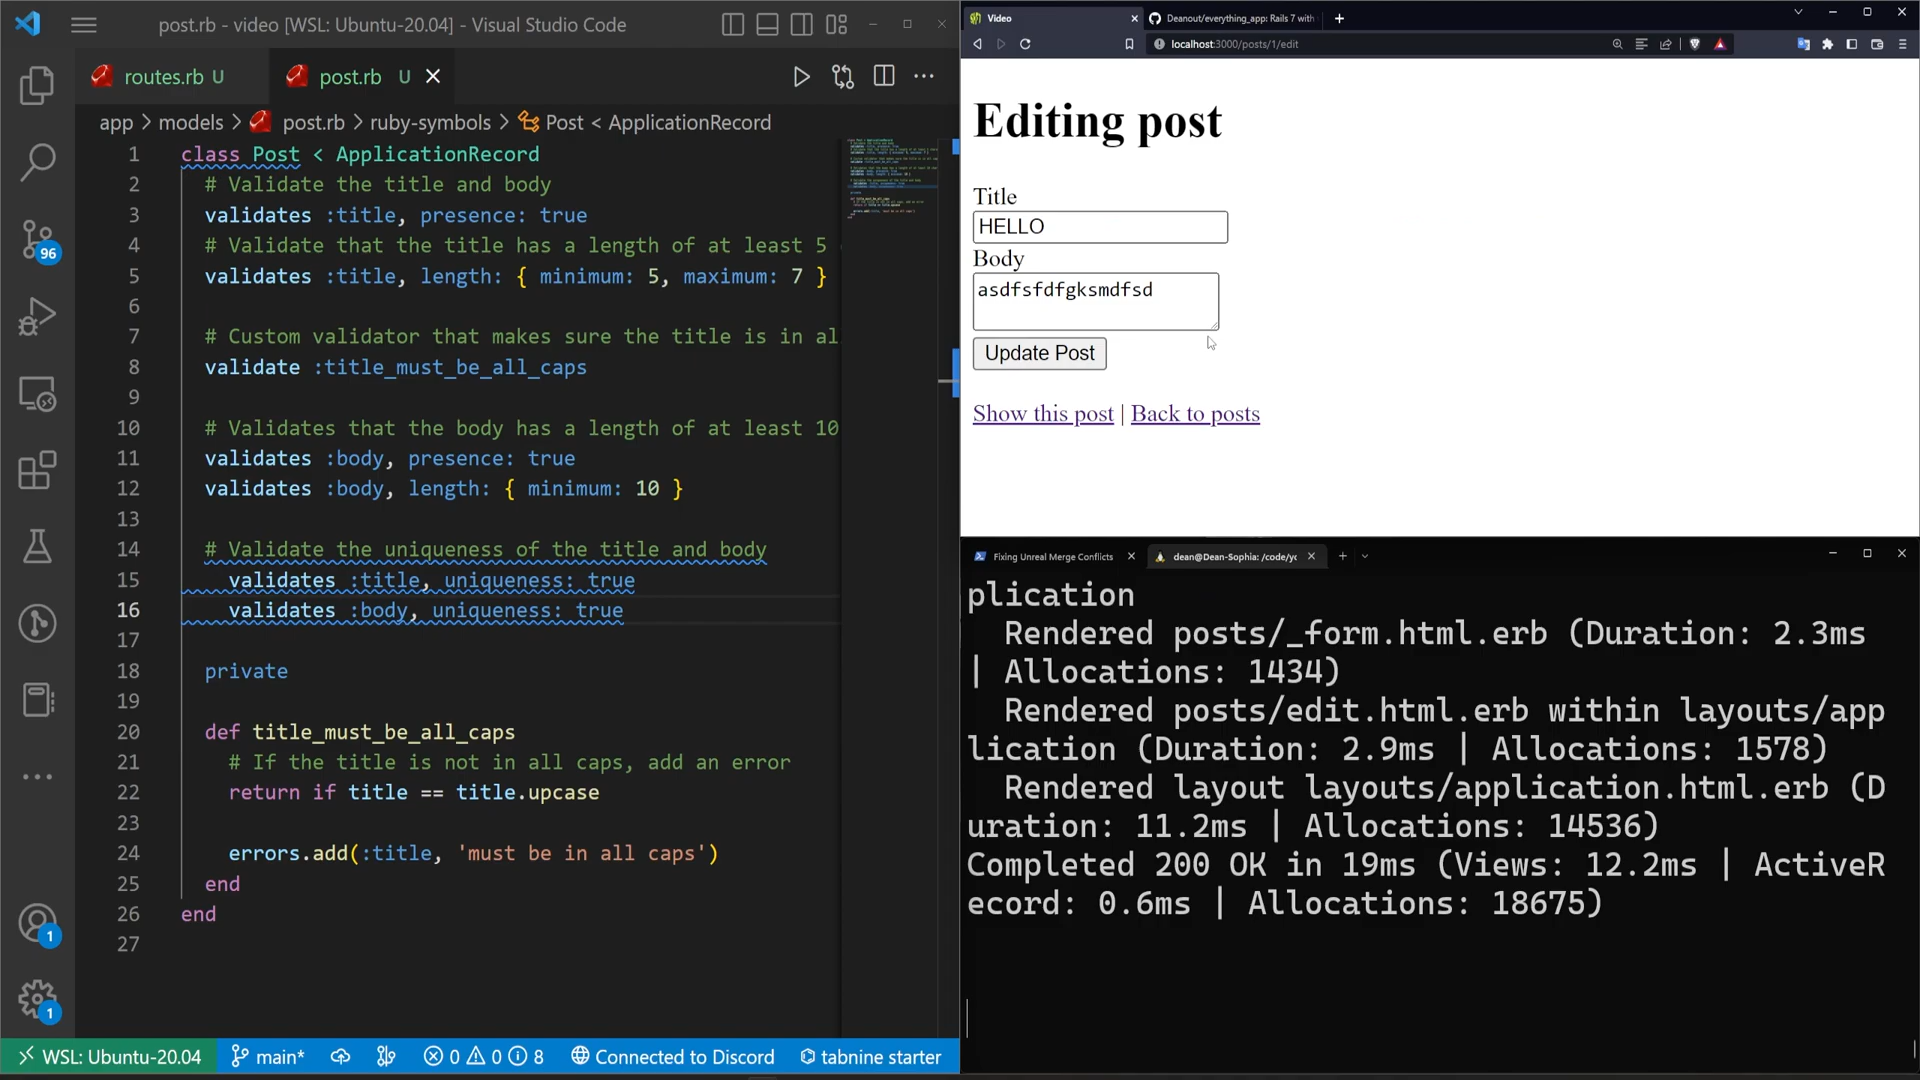 post.rb - video [WSL: Ubuntu-20.04] - Visual Studio Code
routes.rb U
post.rb U
app > models > post.rb > ruby-symbols > Post < ApplicationRecord
1 class Post < ApplicationRecord
2 # Validate the title and body
3 validates :title, presence: true
4 # Validate that the title has a length of at least 5
5 validates :title, length: { minimum: 5, maximum: 7 }
6
7 # Custom validator that makes sure the title is in al
8 validate :title_must_be_all_caps
9
10 # Validates that the body has a length of at least 10
11 validates :body, presence: true
12 validates :body, length: { minimum: 10 }
13
14 # Validate the uniqueness of the title and body
15 validates :title, uniqueness: true
16 validates :body, uniqueness: true
17
18 private
19
20 def title_must_be_all_caps
21 # If the title is not in all caps, add an error
22 return if title == title.upcase
23
24 errors.add(:title, 'must be in all caps')
25 end
26 end
27
96
1
1
WSL: Ubuntu-20.04 main* 0 0 8 Connected to Discord tabnine starter
Video
Deanout/everything_app: Rails 7 with
localhost:3000/posts/1/edit
Editing post
Title
HELLO
Body
asdfsfdfgksmdfsd
Update Post
Show this post | Back to posts
Fixing Unreal Merge Conflicts
dean@Dean-Sophia: /code/yo
plication
Rendered posts/_form.html.erb (Duration: 2.3ms
| Allocations: 1434)
Rendered posts/edit.html.erb within layouts/app
lication (Duration: 2.9ms | Allocations: 1578)
Rendered layout layouts/application.html.erb (D
uration: 11.2ms | Allocations: 14536)
Completed 200 OK in 19ms (Views: 12.2ms | ActiveR
ecord: 0.6ms | Allocations: 18675)